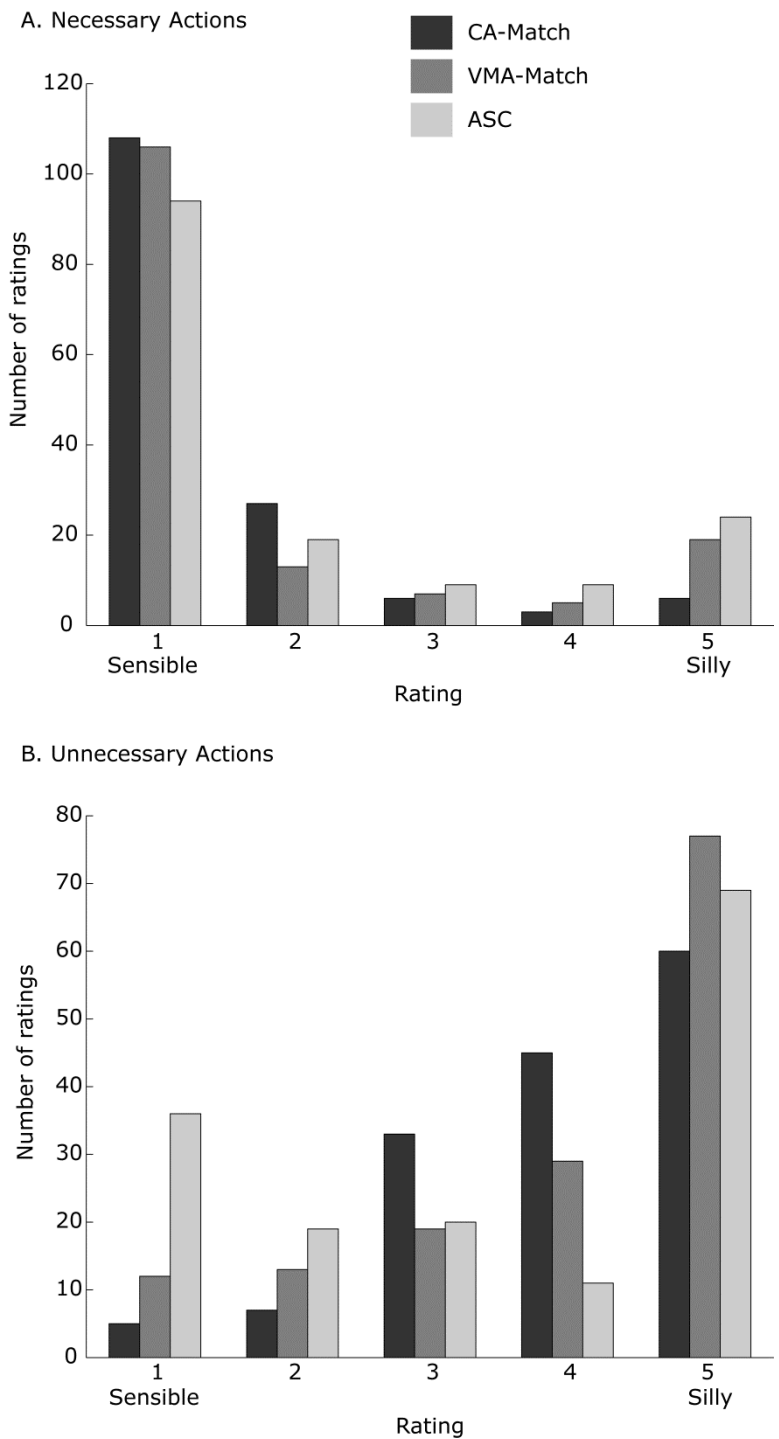 A. Necessary Actions
CA-Match
VMA-Match
ASC
120
100
80
60
40
20
0
Number of ratings
1 2 3 4 5
Sensible Silly
Rating
B. Unnecessary Actions
80
70
60
50
40
30
20
10
0
Number of ratings
1 2 3 4 5
Sensible Silly
Rating